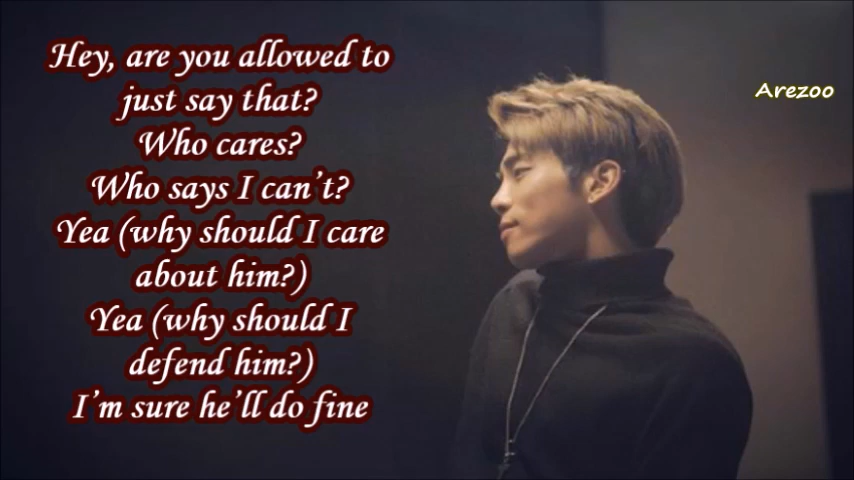 Hey, are you allowed to
just say that?
Who cares?
Who says I can't?
Yea (why should I care
about him?)
Yea (why should I
defend him?)
I'm sure he'll do fine
Arezoo